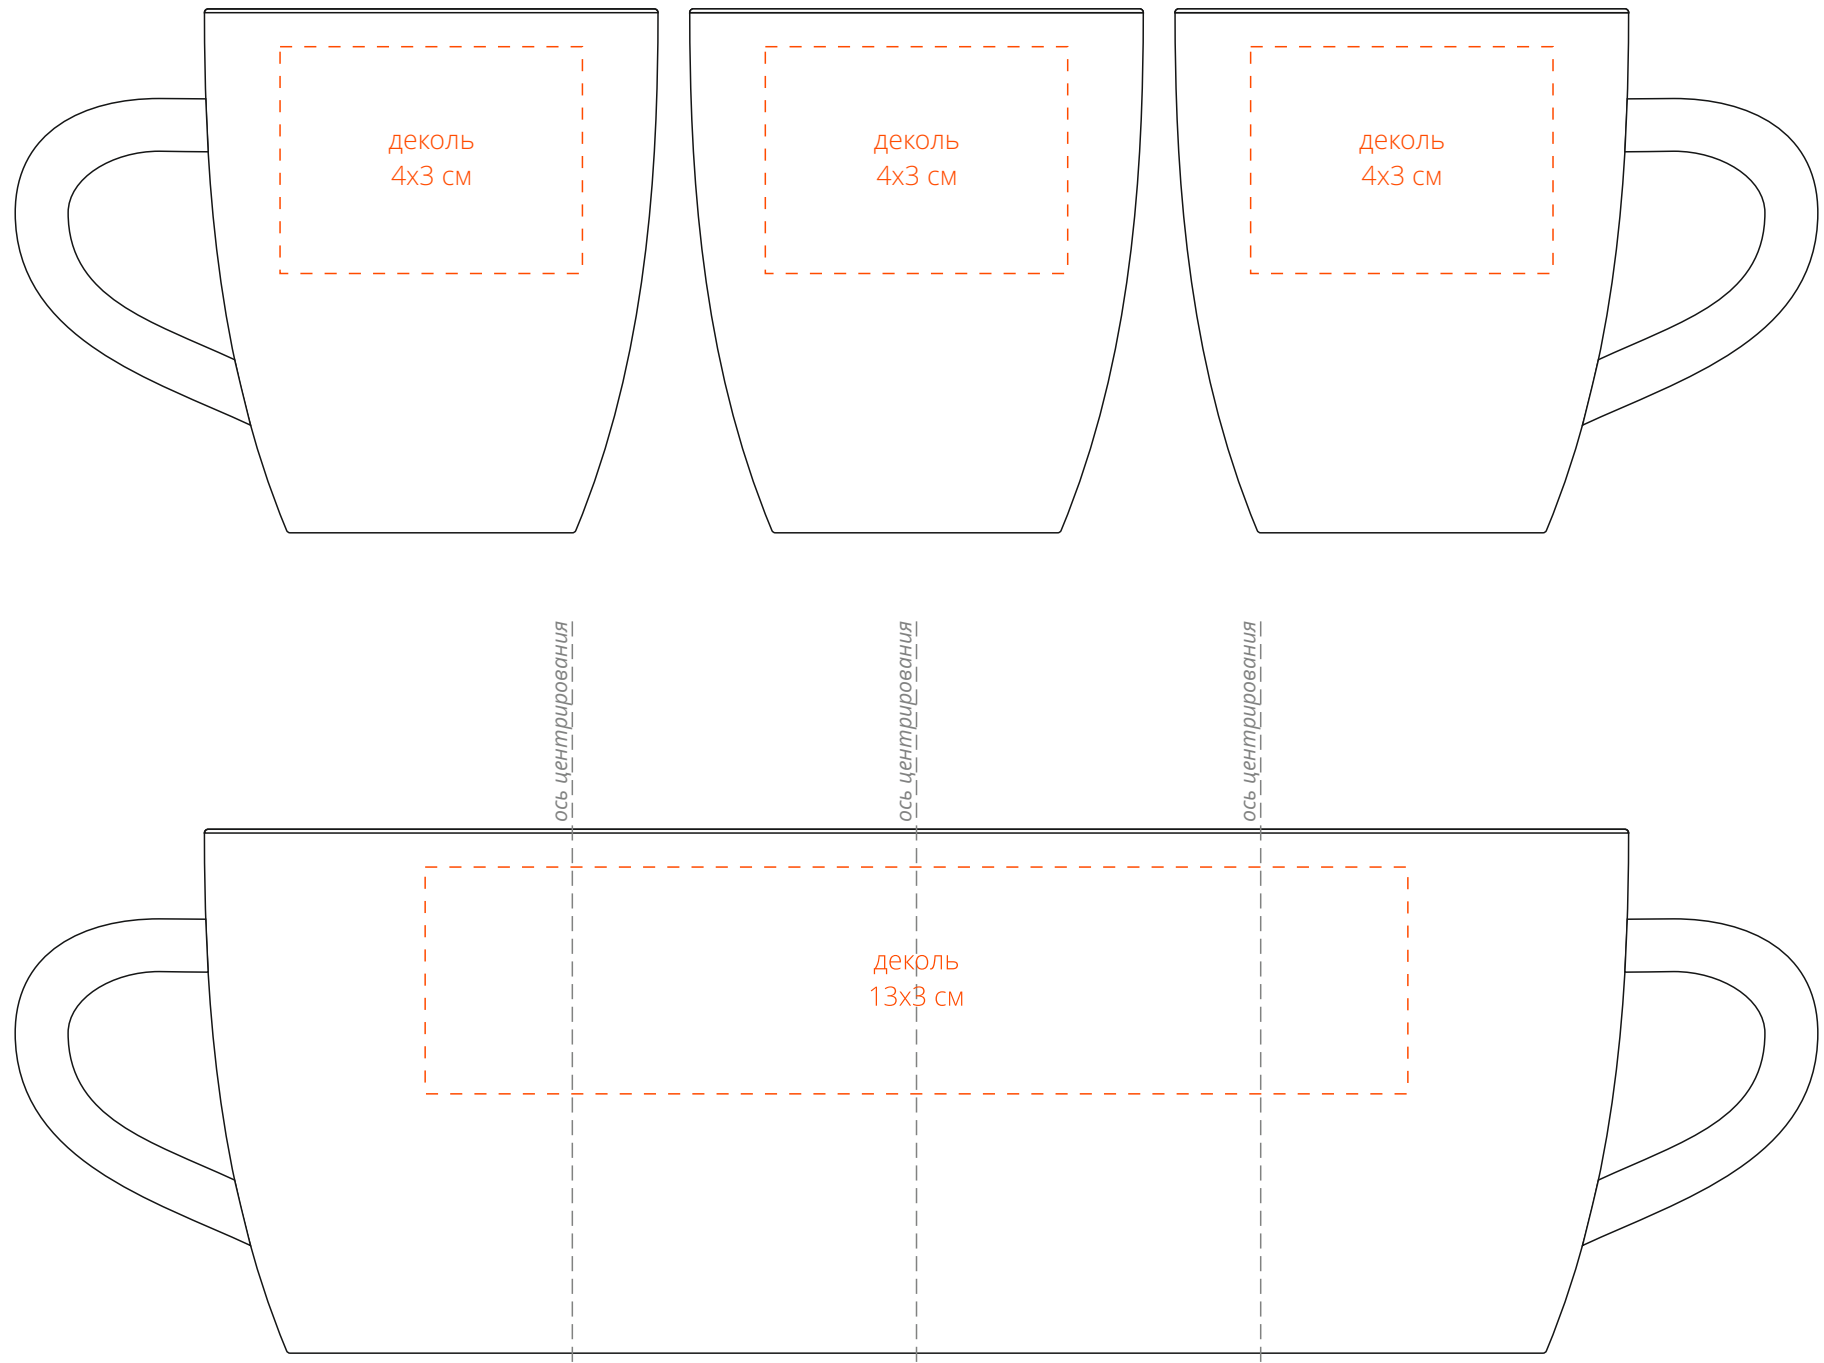 деколь
4х3 см
деколь
4х3 см
деколь
4х3 см
ось центрирования
ось центрирования
ось центрирования
деколь
13х3 см